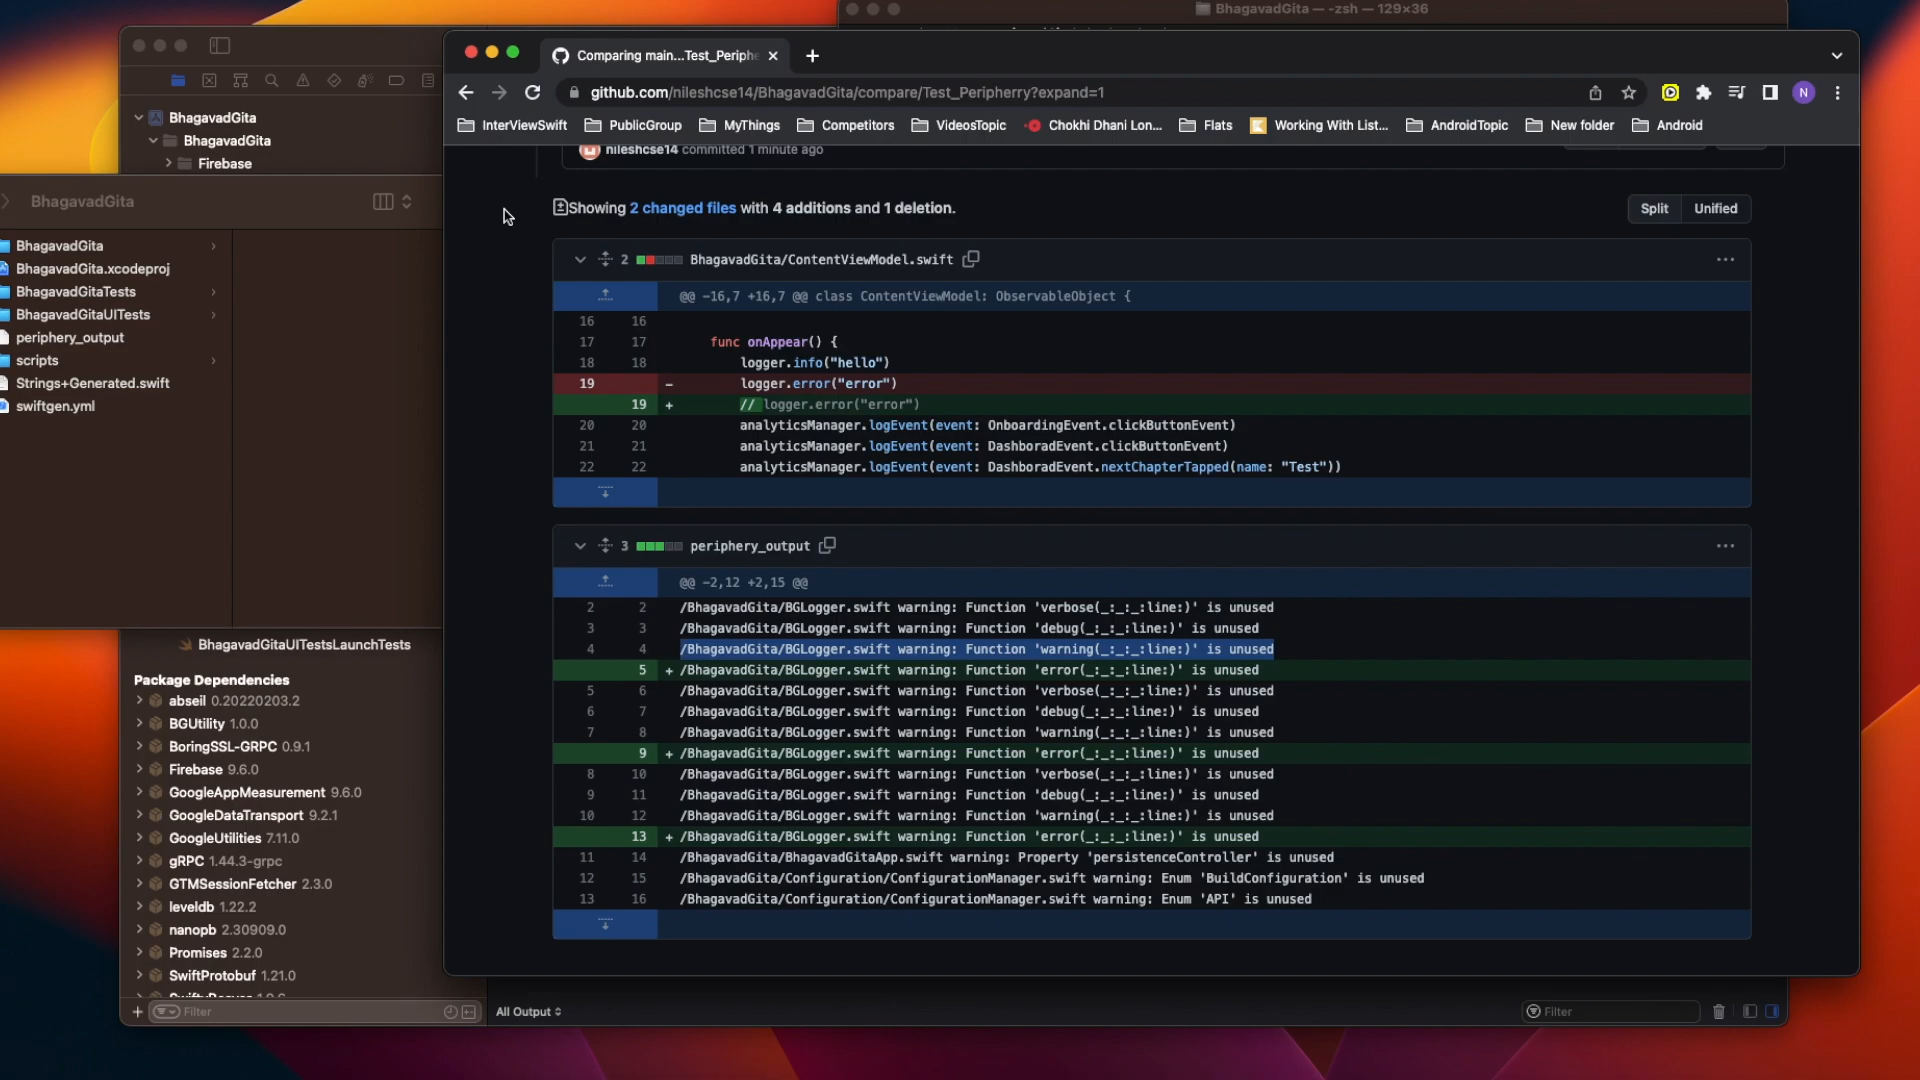 BhagavadGita — -zsh — 129×36
Comparing main...Test_Periphe
github.com/nileshcse14/BhagavadGita/compare/Test_Peripherry?expand=1
N
InterViewSwift
PublicGroup
MyThings
Competitors
VideosTopic
Chokhi Dhani Lon...
Flats
Working With List...
AndroidTopic
New folder
Android
BhagavadGita
BhagavadGita
Firebase
BhagavadGita
BhagavadGita
BhagavadGita.xcodeproj
BhagavadGitaTests
BhagavadGitaUITests
periphery_output
scripts
Strings+Generated.swift
swiftgen.yml
BhagavadGitaUITestsLaunchTests
Package Dependencies
abseil 0.20220203.2
BGUtility 1.0.0
BoringSSL-GRPC 0.9.1
Firebase 9.6.0
GoogleAppMeasurement 9.6.0
GoogleDataTransport 9.2.1
GoogleUtilities 7.11.0
gRPC 1.44.3-grpc
GTMSessionFetcher 2.3.0
leveldb 1.22.2
nanopb 2.30909.0
Promises 2.2.0
SwiftProtobuf 1.21.0
Filter
nileshcse14 committed 1 minute ago
Showing 2 changed files with 4 additions and 1 deletion.
Split Unified
2 BhagavadGita/ContentViewModel.swift
@@ -16,7 +16,7 @@ class ContentViewModel: ObservableObject {
16 16
17 17 func onAppear() {
18 18 logger.info("hello")
19 - logger.error("error")
19 + // logger.error("error")
20 20 analyticsManager.logEvent(event: OnboardingEvent.clickButtonEvent)
21 21 analyticsManager.logEvent(event: DashboradEvent.clickButtonEvent)
22 22 analyticsManager.logEvent(event: DashboradEvent.nextChapterTapped(name: "Test"))
3 periphery_output
@@ -2,12 +2,15 @@
2 2 /BhagavadGita/BGLogger.swift warning: Function 'verbose(_:_:_:line:)' is unused
3 3 /BhagavadGita/BGLogger.swift warning: Function 'debug(_:_:_:line:)' is unused
4 4 /BhagavadGita/BGLogger.swift warning: Function 'warning(_:_:_:line:)' is unused
5 + /BhagavadGita/BGLogger.swift warning: Function 'error(_:_:_:line:)' is unused
5 6 /BhagavadGita/BGLogger.swift warning: Function 'verbose(_:_:_:line:)' is unused
6 7 /BhagavadGita/BGLogger.swift warning: Function 'debug(_:_:_:line:)' is unused
7 8 /BhagavadGita/BGLogger.swift warning: Function 'warning(_:_:_:line:)' is unused
9 + /BhagavadGita/BGLogger.swift warning: Function 'error(_:_:_:line:)' is unused
8 10 /BhagavadGita/BGLogger.swift warning: Function 'verbose(_:_:_:line:)' is unused
9 11 /BhagavadGita/BGLogger.swift warning: Function 'debug(_:_:_:line:)' is unused
10 12 /BhagavadGita/BGLogger.swift warning: Function 'warning(_:_:_:line:)' is unused
13 + /BhagavadGita/BGLogger.swift warning: Function 'error(_:_:_:line:)' is unused
11 14 /BhagavadGita/BhagavadGitaApp.swift warning: Property 'persistenceController' is unused
12 15 /BhagavadGita/Configuration/ConfigurationManager.swift warning: Enum 'BuildConfiguration' is unused
13 16 /BhagavadGita/Configuration/ConfigurationManager.swift warning: Enum 'API' is unused
All Output
Filter